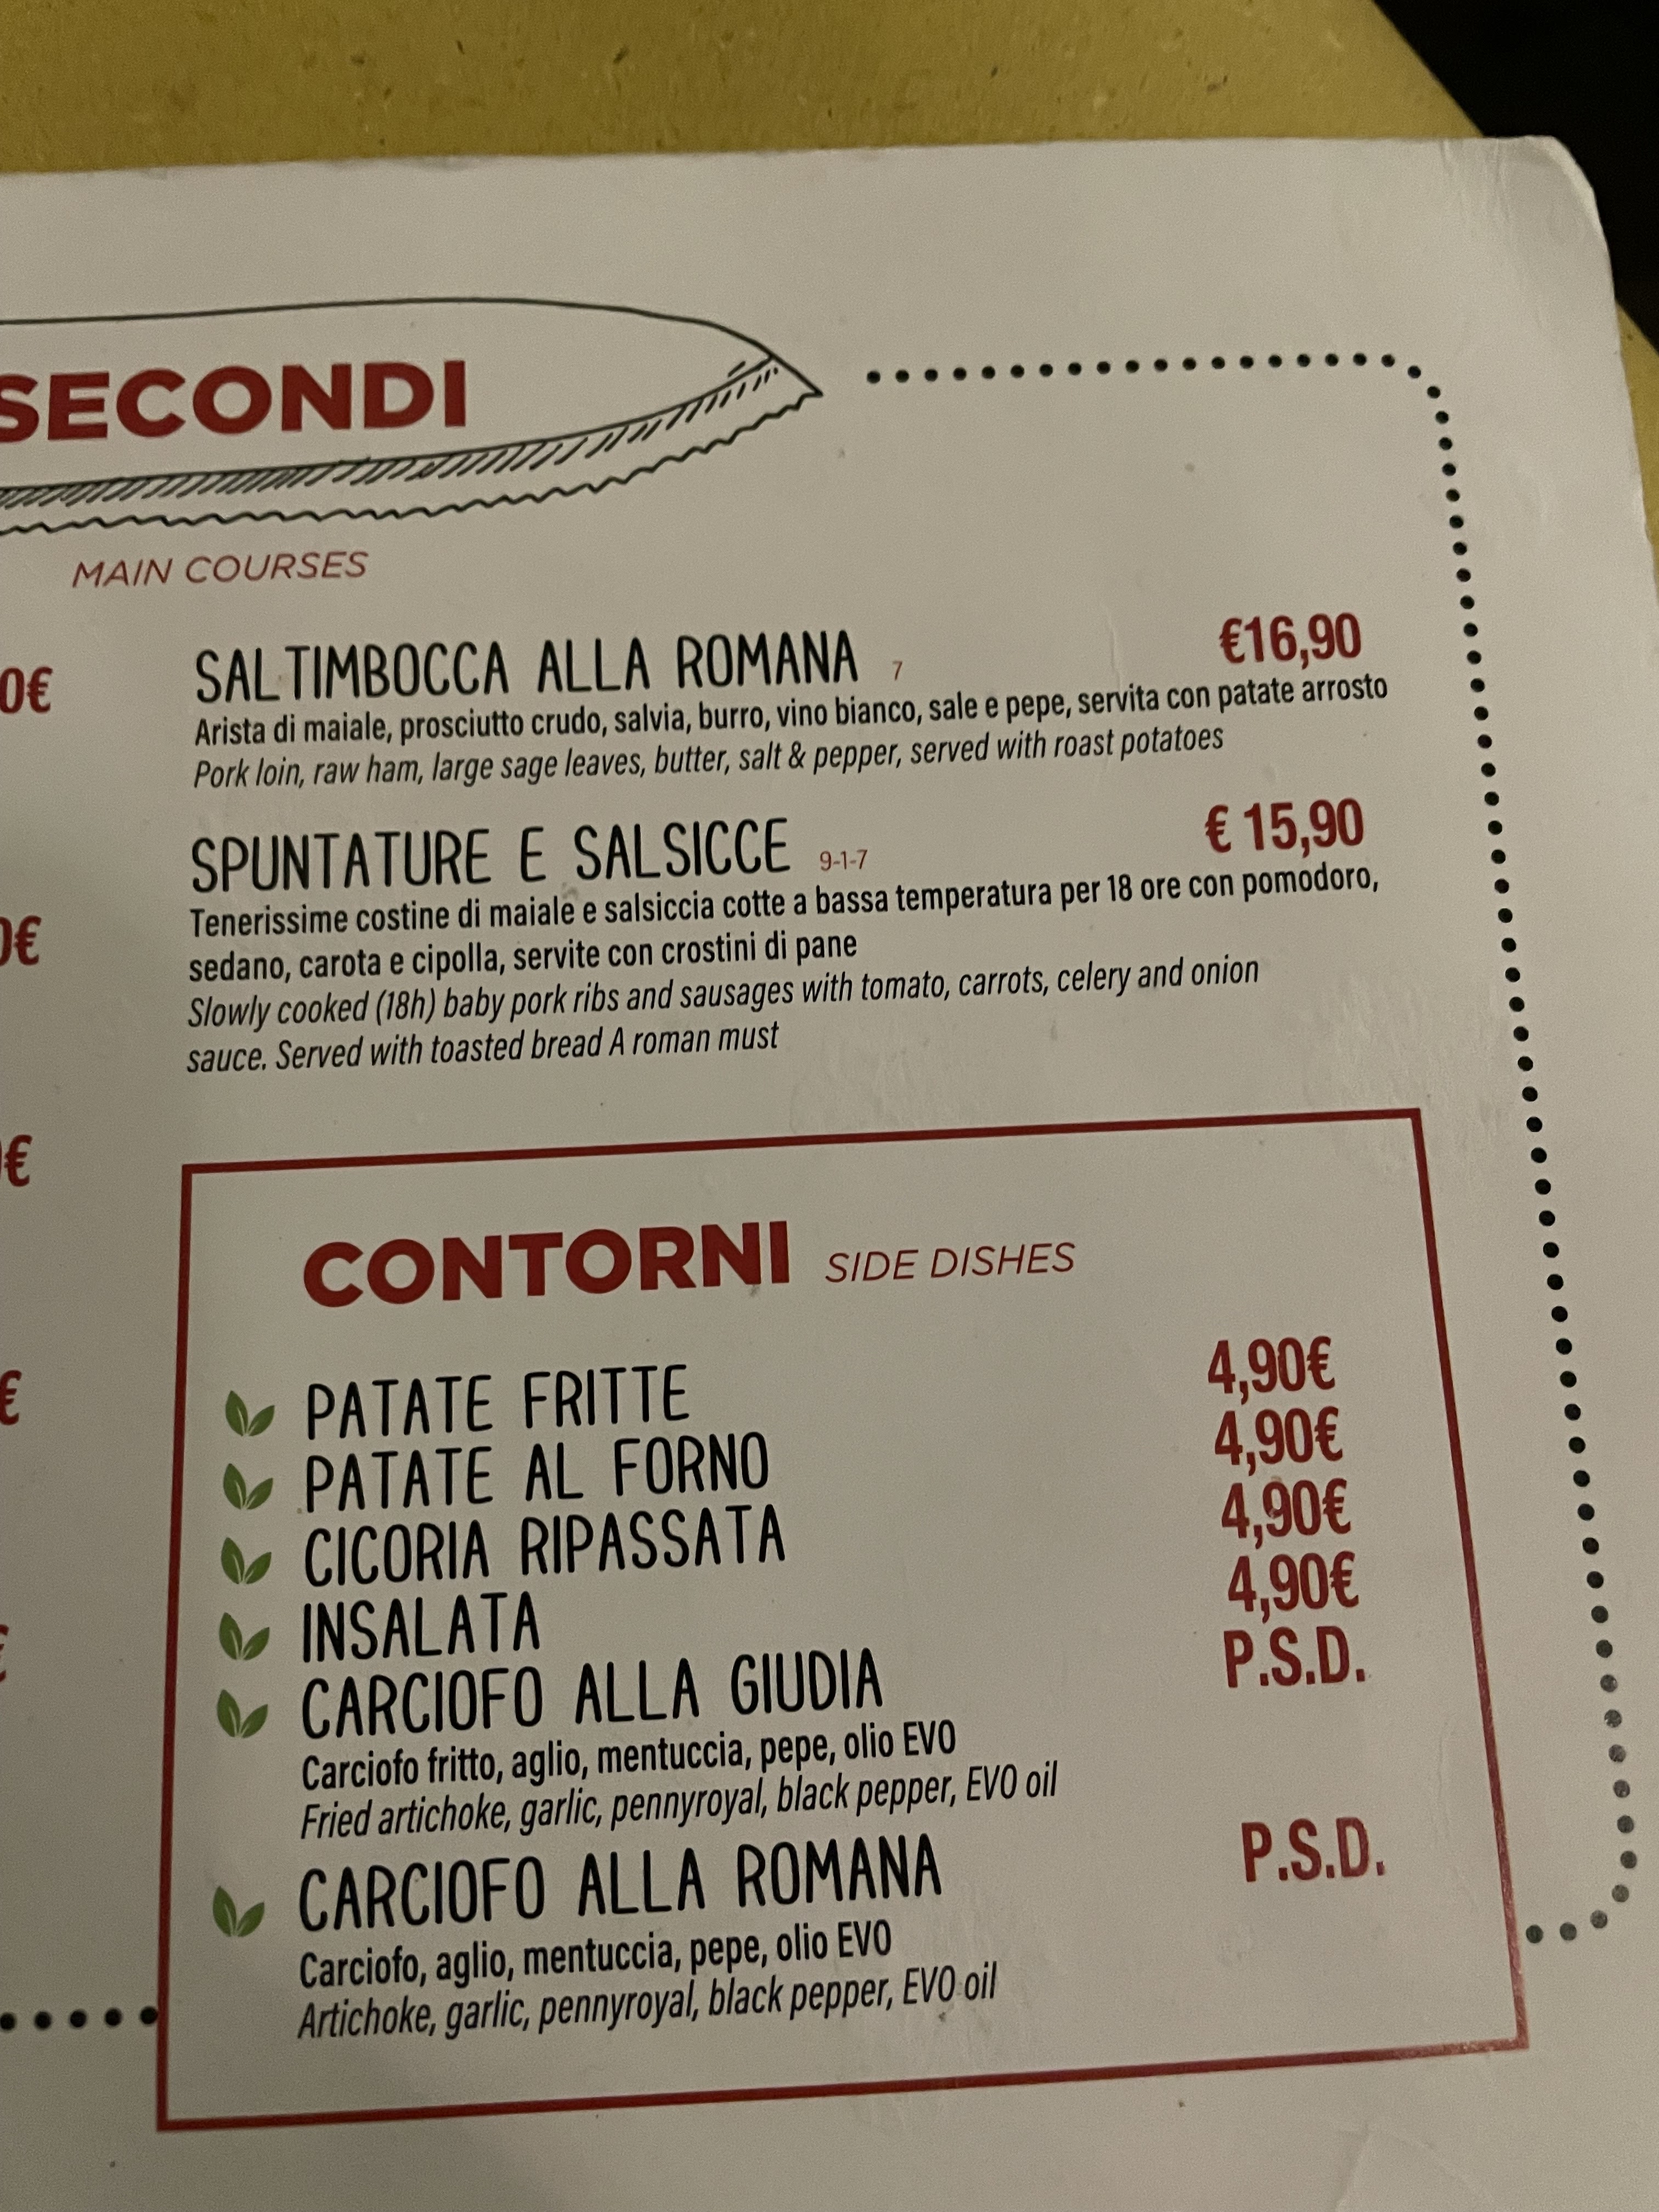 SECONDI
MAIN COURSES
0€
0€
€
€
€
SALTIMBOCCA ALLA ROMANA 7 €16,90
Arista di maiale, prosciutto crudo, salvia, burro, vino bianco, sale e pepe, servita con patate arrosto
Pork loin, raw ham, large sage leaves, butter, salt & pepper, served with roast potatoes
SPUNTATURE E SALSICCE 9-1-7 € 15,90
Tenerissime costine di maiale e salsiccia cotte a bassa temperatura per 18 ore con pomodoro,
sedano, carota e cipolla, servite con crostini di pane
Slowly cooked (18h) baby pork ribs and sausages with tomato, carrots, celery and onion
sauce. Served with toasted bread A roman must
CONTORNI SIDE DISHES
PATATE FRITTE 4,90€
PATATE AL FORNO 4,90€
CICORIA RIPASSATA 4,90€
INSALATA 4,90€
CARCIOFO ALLA GIUDIA P.S.D.
Carciofo fritto, aglio, mentuccia, pepe, olio EVO
Fried artichoke, garlic, pennyroyal, black pepper, EVO oil
CARCIOFO ALLA ROMANA P.S.D.
Carciofo, aglio, mentuccia, pepe, olio EVO
Artichoke, garlic, pennyroyal, black pepper, EVO oil